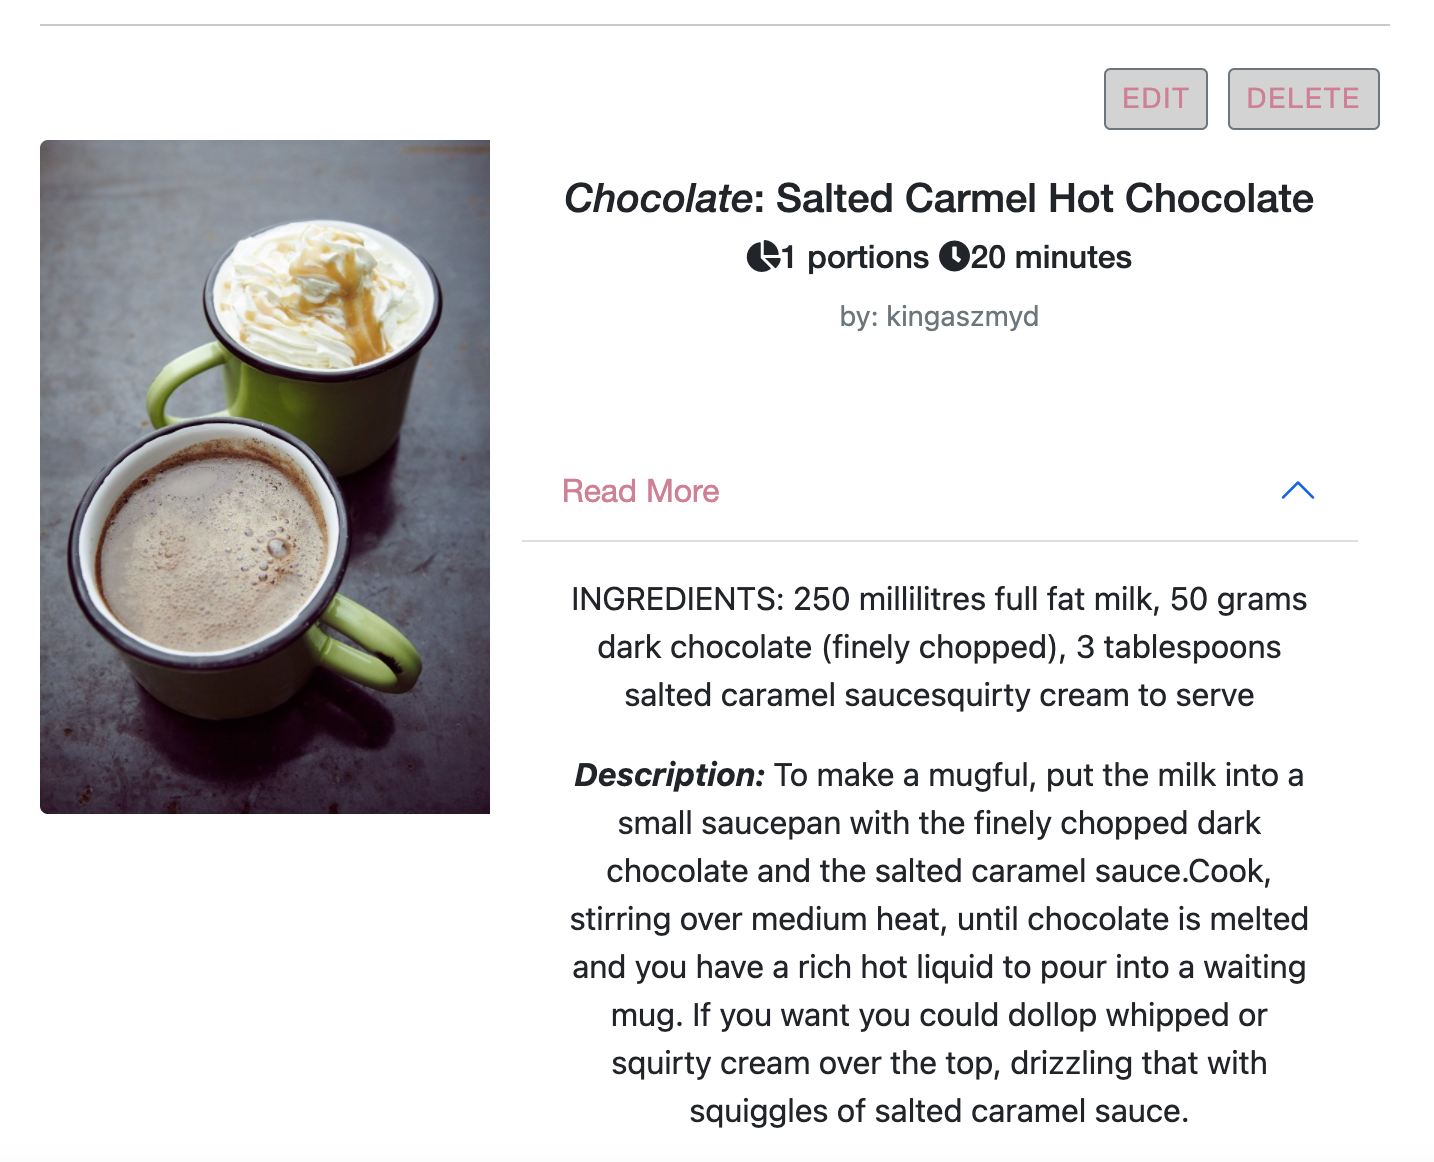 EDIT DELETE
Chocolate: Salted Carmel Hot Chocolate
1 portions 20 minutes
by: kingaszmyd
Read More
INGREDIENTS: 250 millilitres full fat milk, 50 grams
dark chocolate (finely chopped), 3 tablespoons
salted caramel saucesquirty cream to serve
Description: To make a mugful, put the milk into a
small saucepan with the finely chopped dark
chocolate and the salted caramel sauce.Cook,
stirring over medium heat, until chocolate is melted
and you have a rich hot liquid to pour into a waiting
mug. If you want you could dollop whipped or
squirty cream over the top, drizzling that with
squiggles of salted caramel sauce.